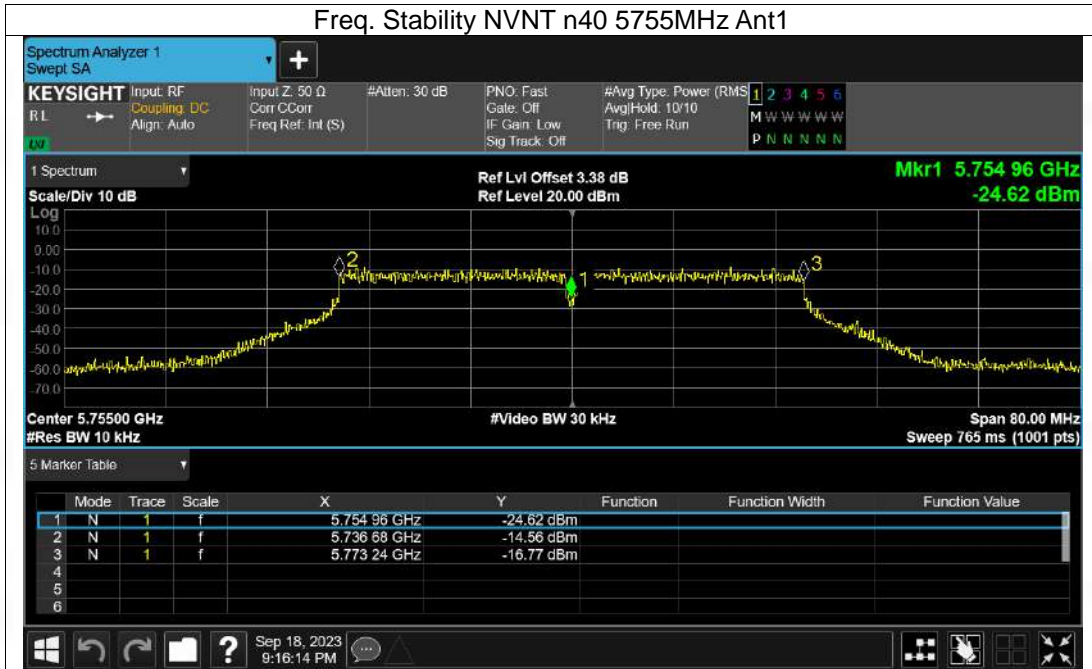 Freq. Stability NVNT n40 5755MHz Ant1
Spectrum Analyzer 1
Swept SA
+
KEYSIGHT Input: RF Input Z: 50 Ω #Atten: 30 dB PNO: Fast #Avg Type: Power (RMS 1 2 3 4 5 6
RL Coupling: DC Corr CCorr Gate: Off Avg|Hold: 10/10 M W W W W W
Align: Auto Freq Ref: Int (S) IF Gain: Low Trig: Free Run
LXI Sig Track: Off P N N N N N
1 Spectrum Ref Lvl Offset 3.38 dB Mkr1 5.754 96 GHz
Scale/Div 10 dB Ref Level 20.00 dBm -24.62 dBm
Log
10.0
0.00
-10.0
-20.0
-30.0
-40.0
-50.0
-60.0
-70.0
2
1
3
Center 5.75500 GHz #Video BW 30 kHz Span 80.00 MHz
#Res BW 10 kHz Sweep 765 ms (1001 pts)
5 Marker Table
Mode Trace Scale X Y Function Function Width Function Value
1 N 1 f 5.754 96 GHz -24.62 dBm
2 N 1 f 5.736 68 GHz -14.56 dBm
3 N 1 f 5.773 24 GHz -16.77 dBm
4
5
6
? Sep 18, 2023
9:16:14 PM